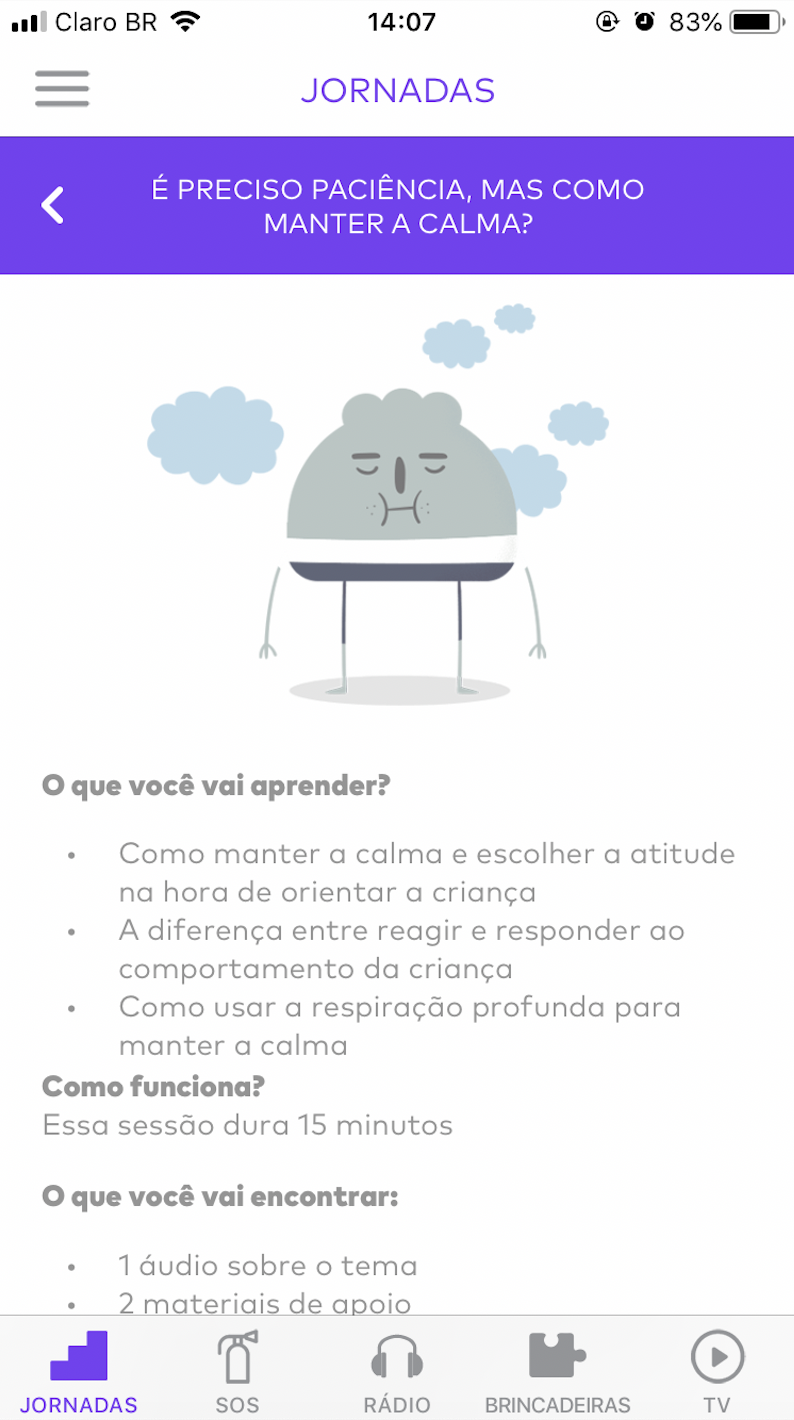 Claro BR 14:07 83%
JORNADAS
É PRECISO PACIÊNCIA, MAS COMO
MANTER A CALMA?
O que você vai aprender?
• Como manter a calma e escolher a atitude
na hora de orientar a criança
• A diferença entre reagir e responder ao
comportamento da criança
• Como usar a respiração profunda para
manter a calma
Como funciona?
Essa sessão dura 15 minutos
O que você vai encontrar:
• 1 áudio sobre o tema
• 2 materiais de apoio
JORNADAS SOS RÁDIO BRINCADEIRAS TV